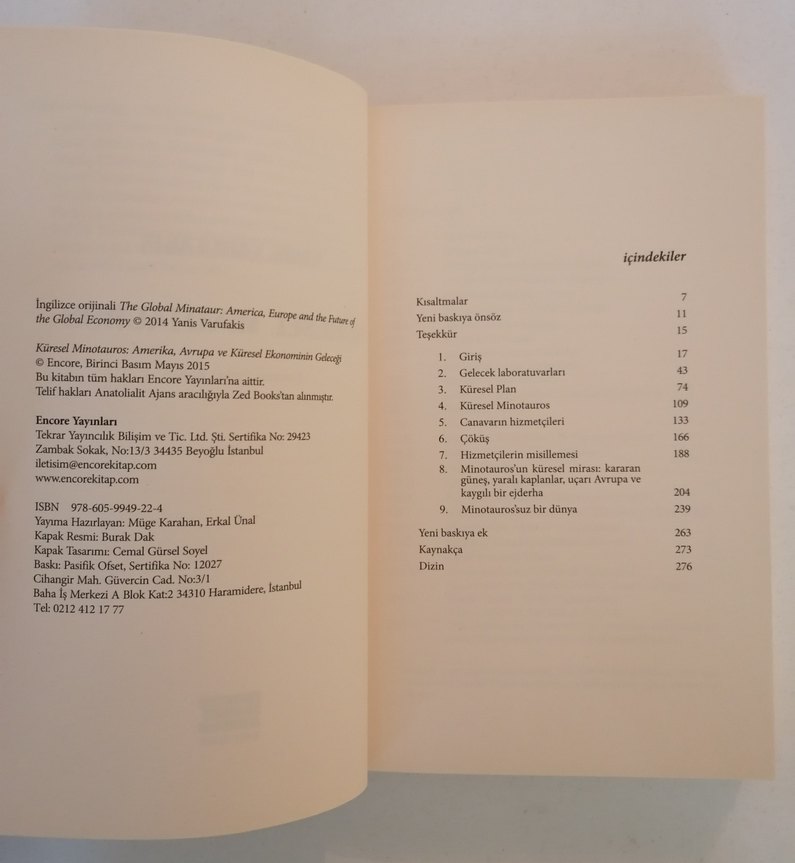 İngilizce orijinali The Global Minataur: America, Europe and the Future of
the Global Economy © 2014 Yanis Varufakis
Küresel Minotauros: Amerika, Avrupa ve Küresel Ekonominin Geleceği
© Encore, Birinci Basım Mayıs 2015
Bu kitabın tüm hakları Encore Yayınları'na aittir.
Telif hakları Anatolialit Ajans aracılığıyla Zed Books'tan alınmıştır.
Encore Yayınları
Tekrar Yayıncılık Bilişim ve Tic. Ltd. Şti. Sertifika No: 29423
Zambak Sokak, No:13/3 34435 Beyoğlu İstanbul
iletisim@encorekitap.com
www.encorekitap.com
ISBN 978-605-9949-22-4
Yayıma Hazırlayan: Müge Karahan, Erkal Ünal
Kapak Resmi: Burak Dak
Kapak Tasarımı: Cemal Gürsel Soyel
Baskı: Pasifik Ofset, Sertifika No: 12027
Cihangir Mah. Güvercin Cad. No:3/1
Baha İş Merkezi A Blok Kat:2 34310 Haramidere, İstanbul
Tel: 0212 412 17 77
içindekiler
Kısaltmalar 7
Yeni baskıya önsöz 11
Teşekkür 15
1. Giriş 17
2. Gelecek laboratuvarları 43
3. Küresel Plan 74
4. Küresel Minotauros 109
5. Canavarın hizmetçileri 133
6. Çöküş 166
7. Hizmetçilerin misillemesi 188
8. Minotauros'un küresel mirası: kararan
güneş, yaralı kaplanlar, uçarı Avrupa ve
kaygılı bir ejderha 204
9. Minotauros'suz bir dünya 239
Yeni baskıya ek 263
Kaynakça 273
Dizin 276